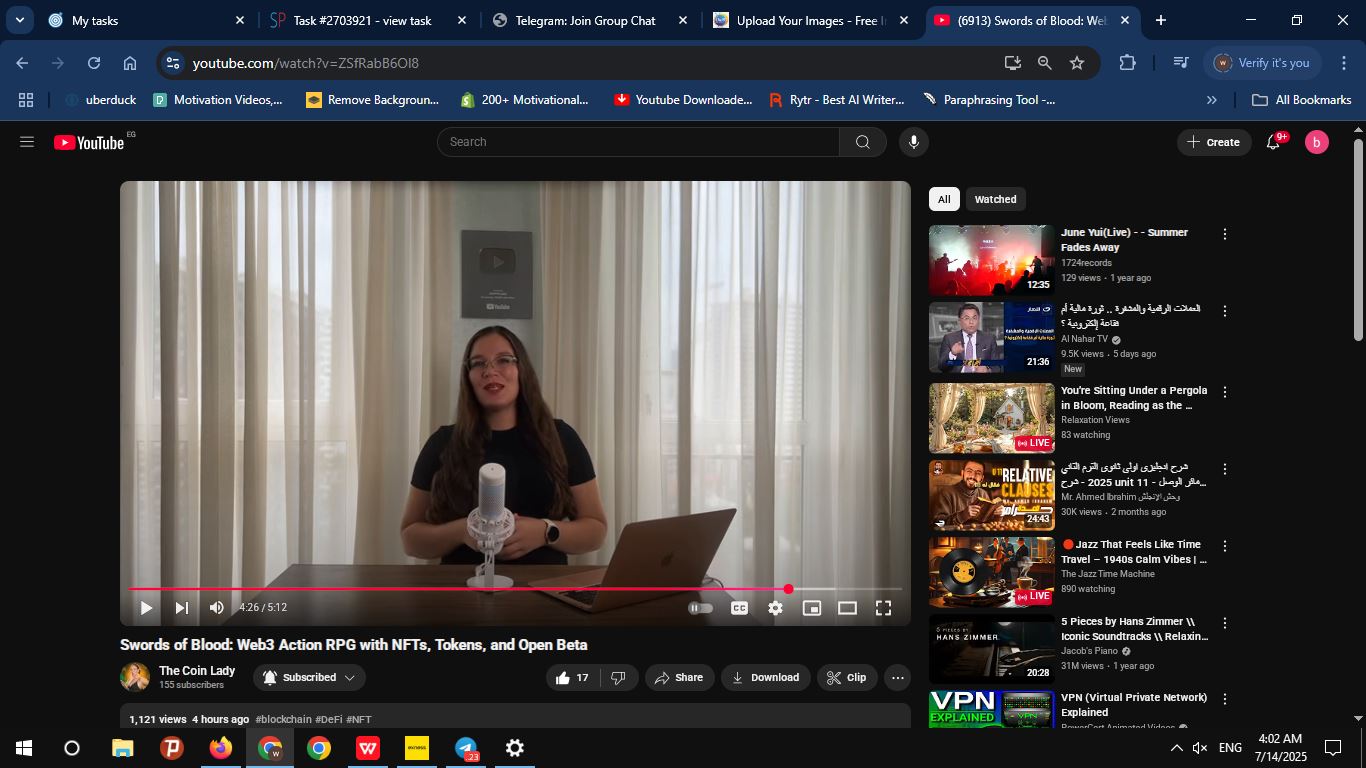 My tasks
Task #2703921 - view task
Telegram: Join Group Chat
Upload Your Images - Free I
(6913) Swords of Blood: Web
youtube.com/watch?v=ZSfRabB6OI8
Verify it's you
uberduck
Motivation Videos,...
Remove Backgroun...
200+ Motivational...
Youtube Downloade...
Rytr - Best AI Writer...
Paraphrasing Tool -...
All Bookmarks
YouTube EG
Search
Create
9+
b
All
Watched
June Yui(Live) - - Summer
Fades Away
1724records
129 views • 1 year ago
12:35
العملات الرقمية والمشفرة .. ثورة مالية أم
فقاعة إلكترونية ؟
Al Nahar TV
9.5K views • 5 days ago
New
21:36
You're Sitting Under a Pergola
in Bloom, Reading as the ...
Relaxation Views
83 watching
LIVE
شرح انجليزى اولى ثانوى الترم الثاني
2025 unit 11 - شرح
Mr. Ahmed Ibrahim وحش الإنجلش
30K views • 2 months ago
RELATIVE
CLAUSES
24:43
Jazz That Feels Like Time
Travel – 1940s Calm Vibes | ...
The Jazz Time Machine
890 watching
LIVE
5 Pieces by Hans Zimmer \\
Iconic Soundtracks \\ Relaxin...
Jacob's Piano
31M views • 1 year ago
HANS ZIMMER
20:28
VPN (Virtual Private Network)
Explained
PowerCert Animated Videos
VPN
EXPLAINED
VPN
YouTube
4:26 / 5:12
CC
Swords of Blood: Web3 Action RPG with NFTs, Tokens, and Open Beta
The Coin Lady
155 subscribers
Subscribed
17
Share
Download
Clip
1,121 views 4 hours ago #blockchain #DeFi #NFT
exness
23
ENG
4:02 AM
7/14/2025